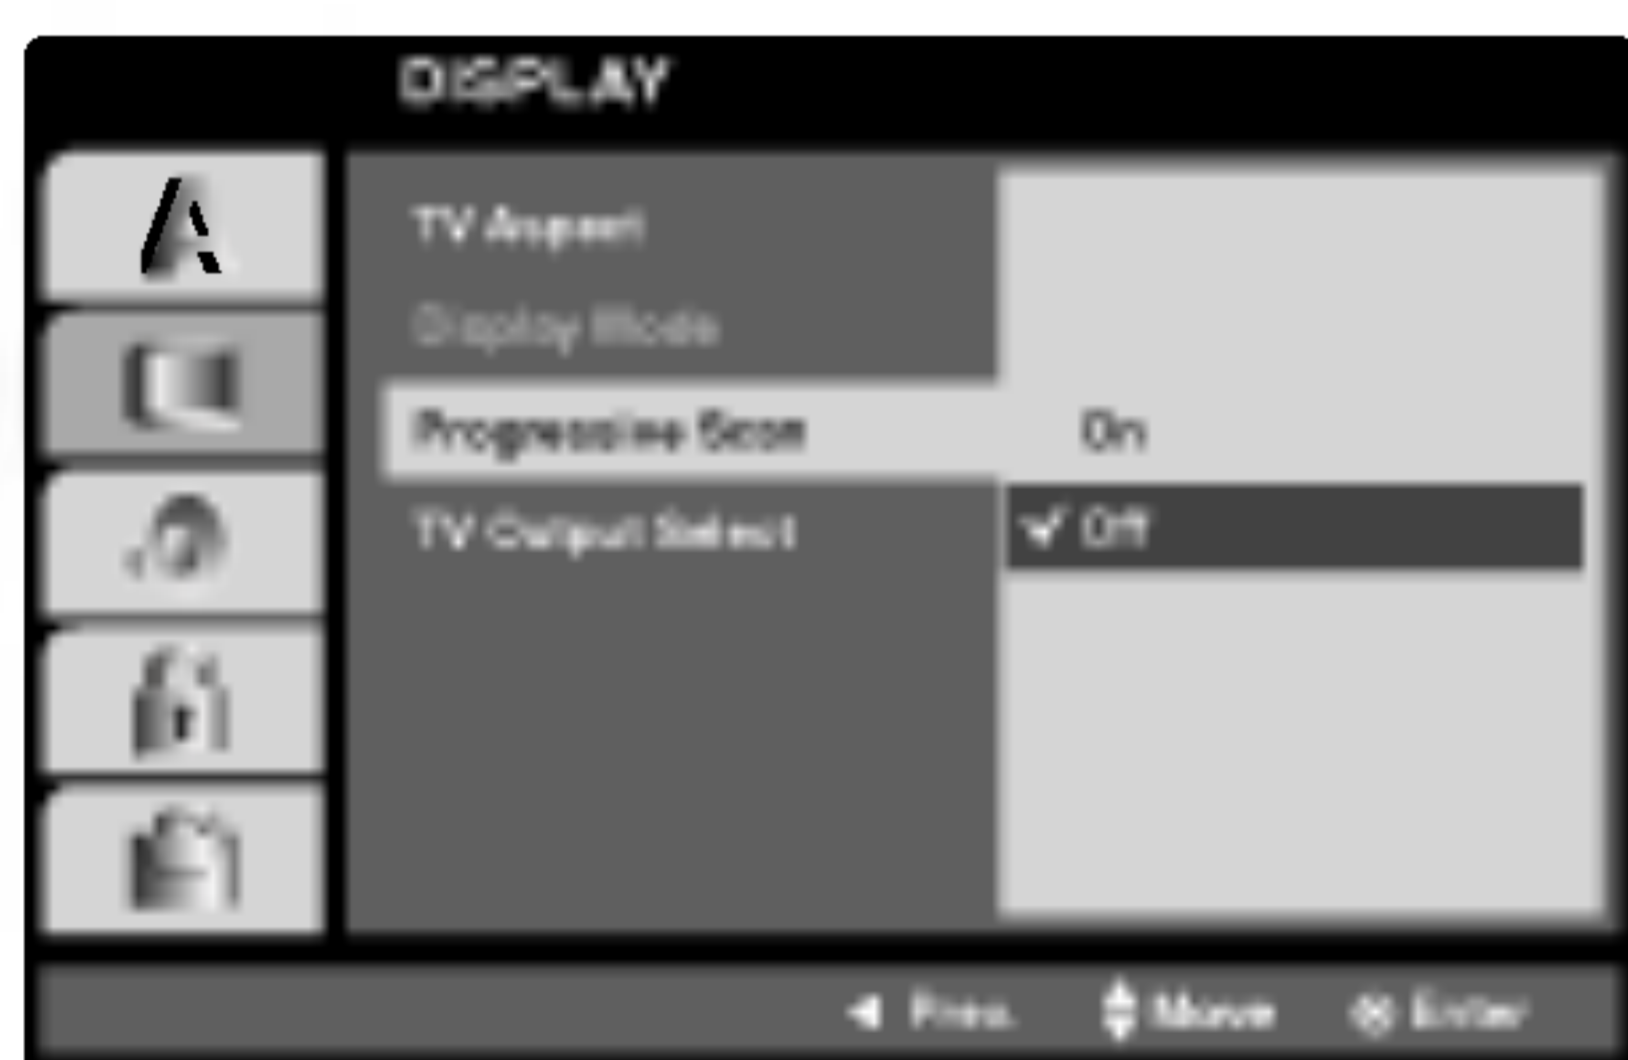 DISPLAY
TV Aspect
Display Mode
Progressive Scan On
TV Output Select ✓ Off
◀ Prev. Move Enter